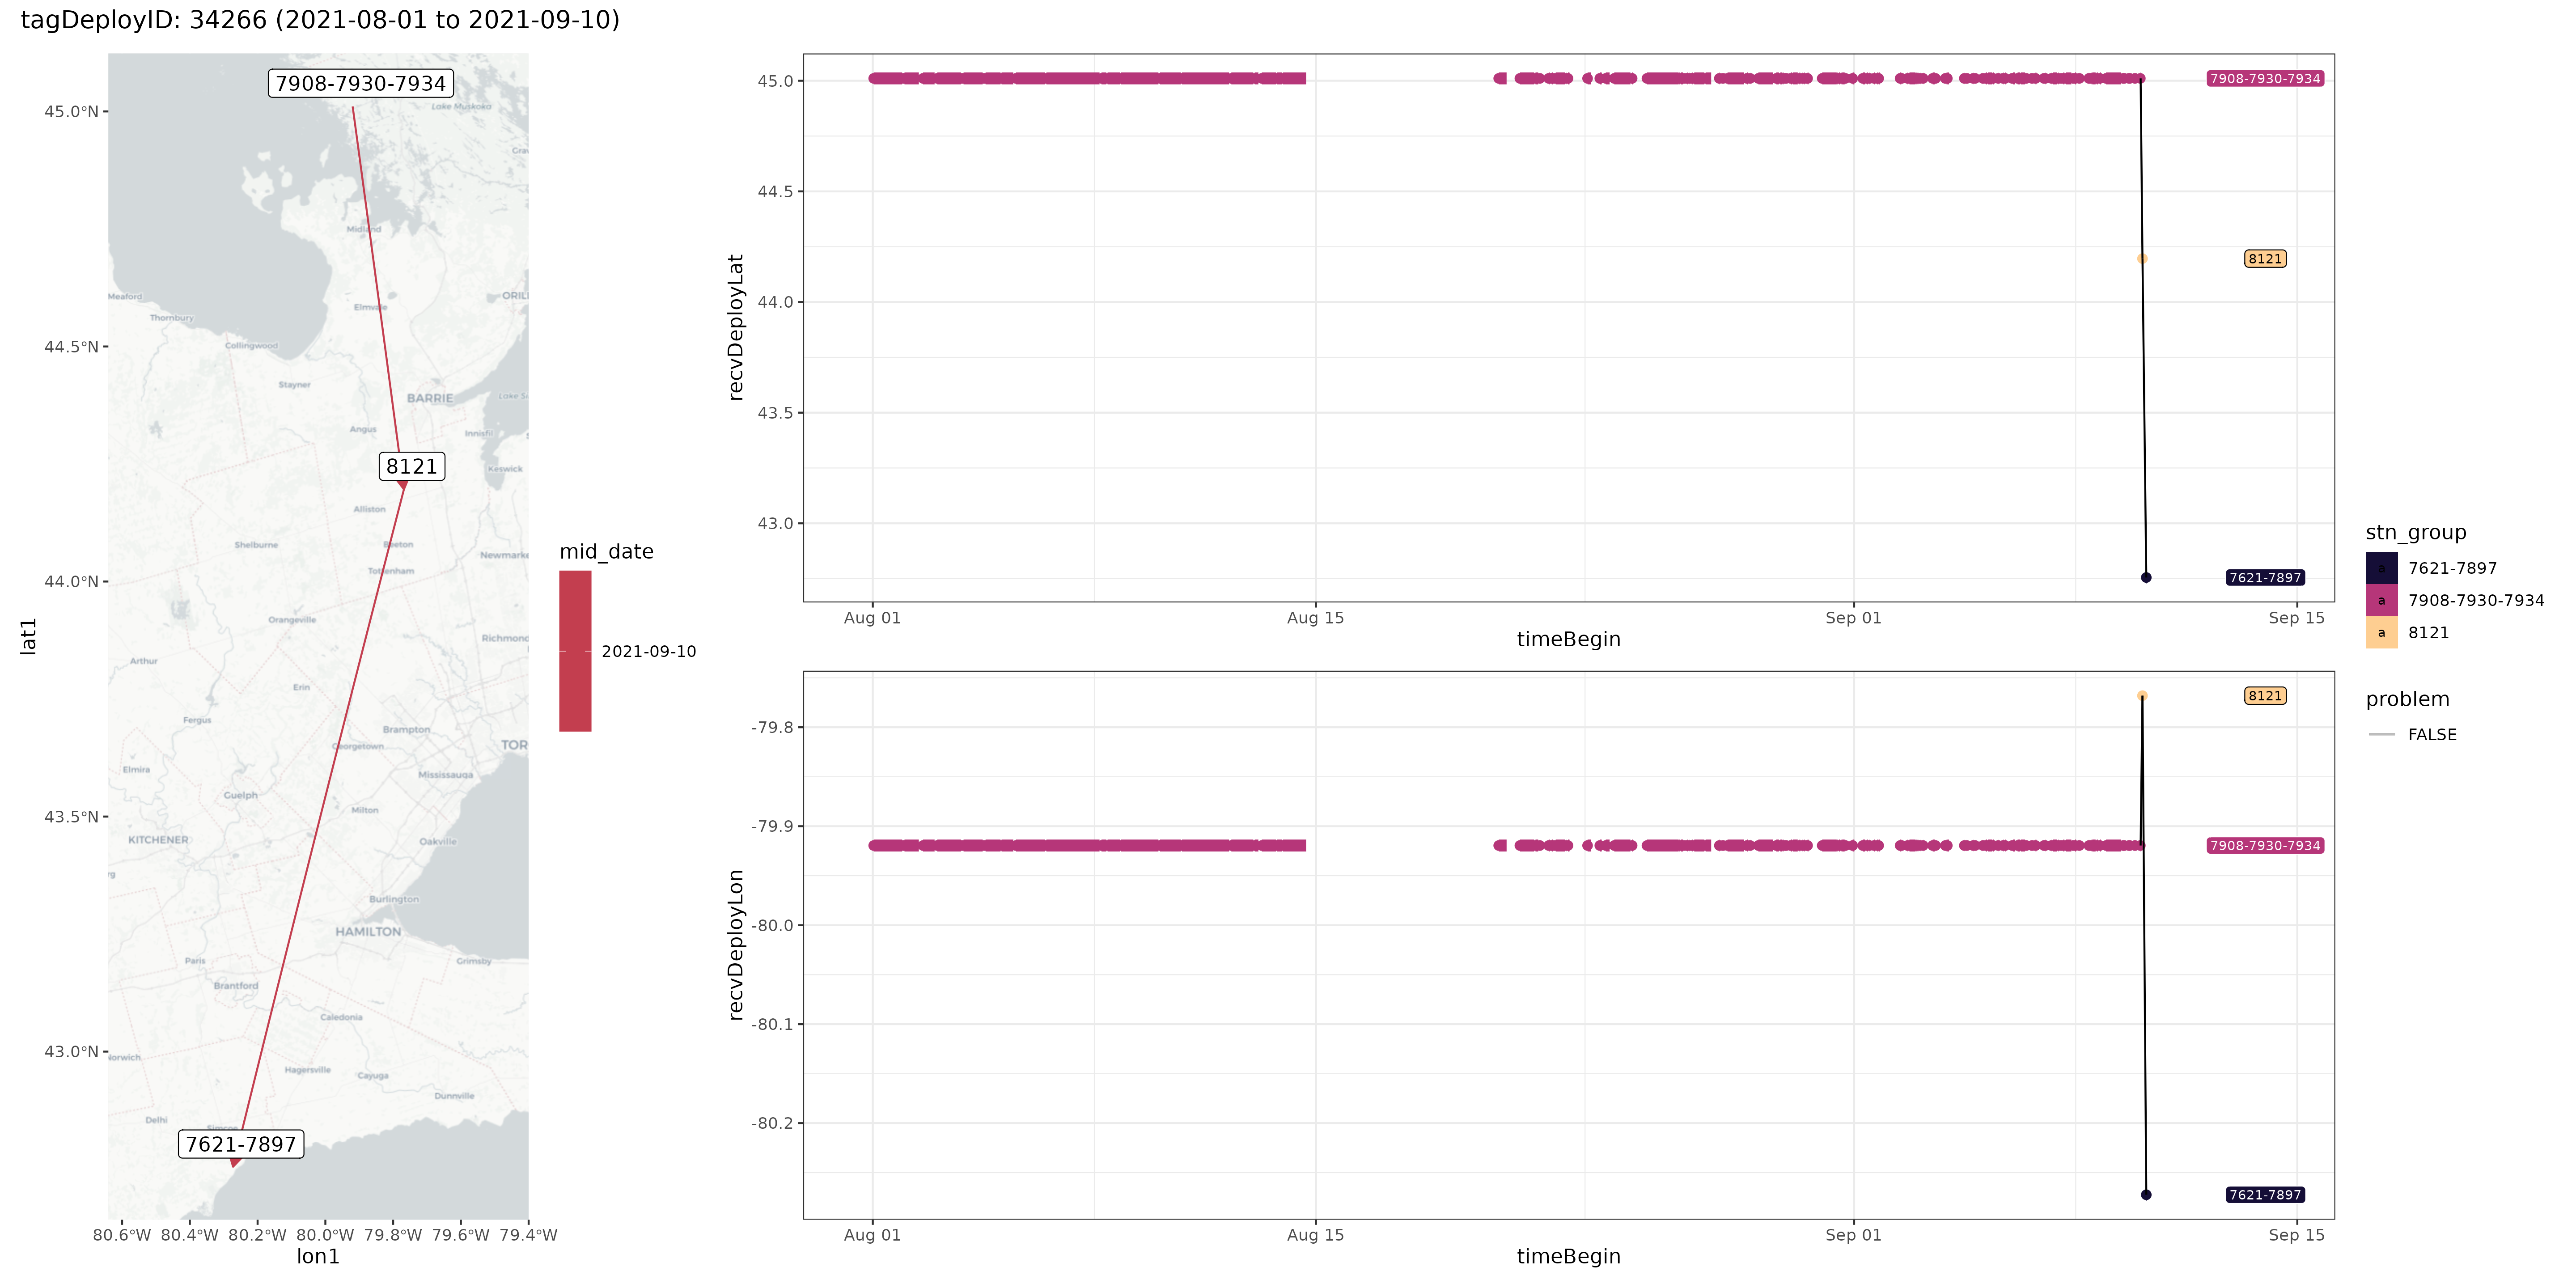 tagDeployID: 34266 (2021-08-01 to 2021-09-10)
lat1
45.0°N
44.5°N
44.0°N
43.5°N
43.0°N
7908-7930-7934
Lake Muskoka
Midland
Meaford
Thornbury
Elmvale
Collingwood
Stayner
BARRIE
Angus
Innisfil
8121
Keswick
Alliston
Shelburne
Beeton
Tottenham
Orangeville
Arthur
Erin
Fergus
Brampton
Georgetown
Elmira
Mississauga
Guelph
Milton
KITCHENER
Oakville
Burlington
HAMILTON
Paris
Grimsby
Brantford
Caledonia
Hagersville
Cayuga
Dunnville
Delhi
Simcoe
7621-7897
80.6°W 80.4°W 80.2°W 80.0°W 79.8°W 79.6°W 79.4°W
lon1
mid_date
2021-09-10
recvDeployLat
45.0
44.5
44.0
43.5
43.0
7908-7930-7934
8121
7621-7897
Aug 01 Aug 15 Sep 01 Sep 15
timeBegin
recvDeployLon
-79.8
-79.9
-80.0
-80.1
-80.2
8121
7908-7930-7934
7621-7897
Aug 01 Aug 15 Sep 01 Sep 15
timeBegin
stn_group
a 7621-7897
a 7908-7930-7934
a 8121
problem
FALSE